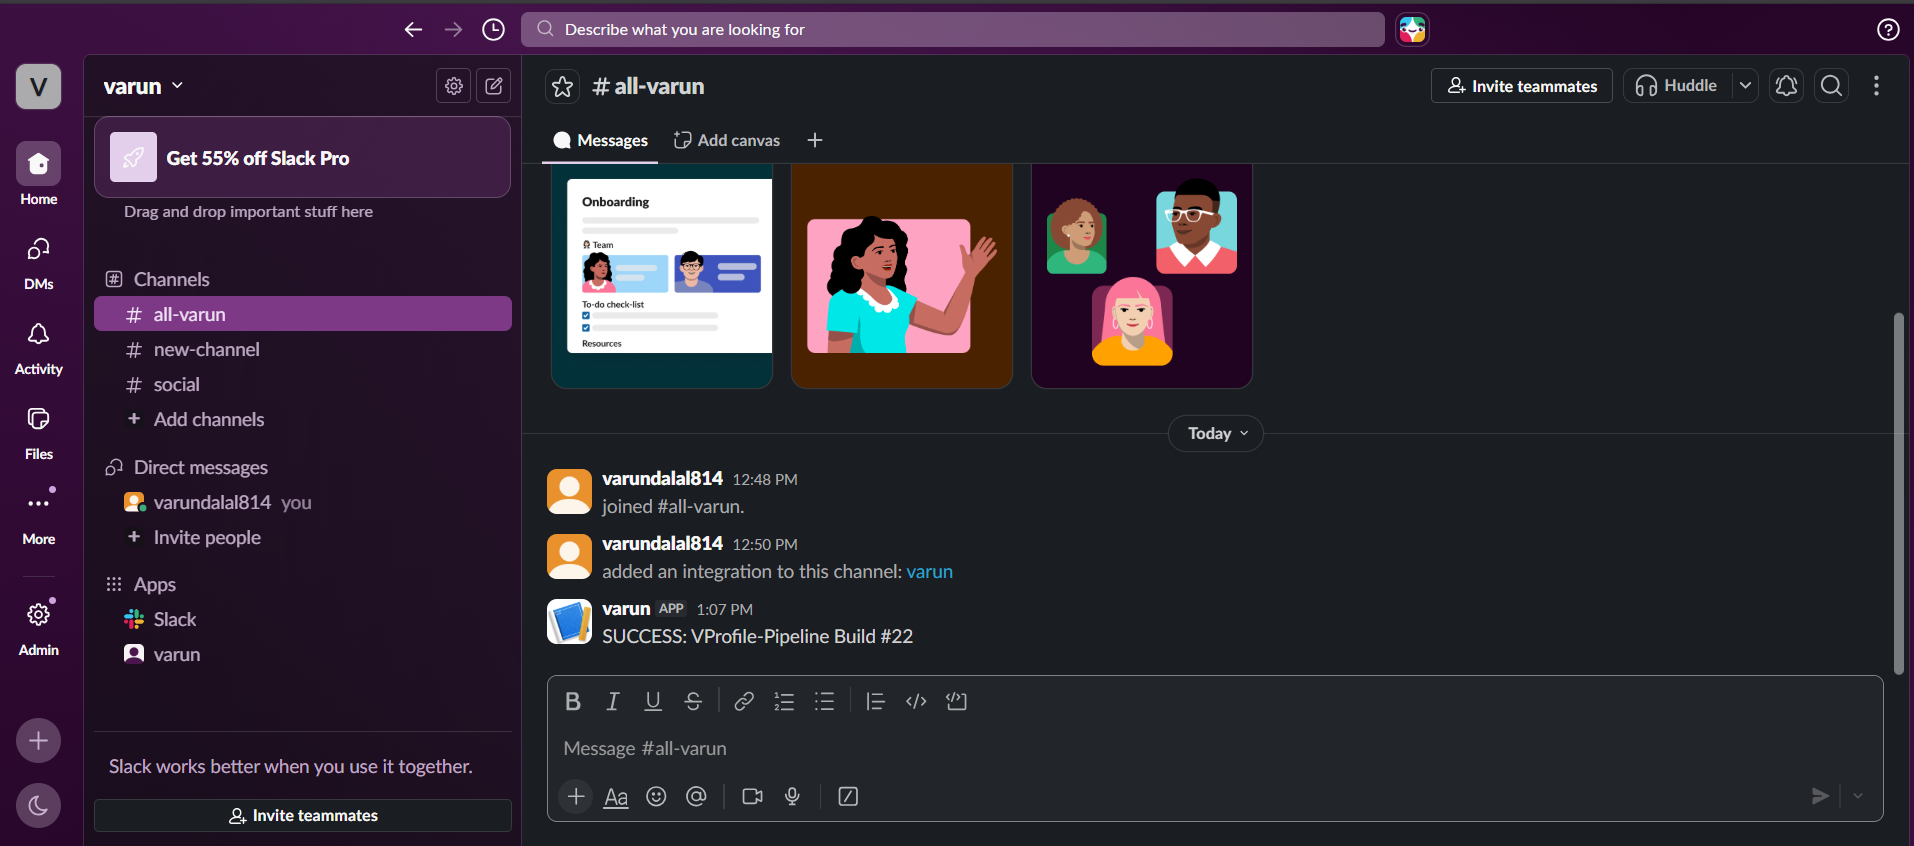 Describe what you are looking for
V
varun
Get 55% off Slack Pro
Drag and drop important stuff here
Home
DMs
Activity
Files
More
Admin
Channels
# all-varun
# new-channel
# social
+ Add channels
Direct messages
varundalal814 you
+ Invite people
Apps
Slack
varun
Slack works better when you use it together.
Invite teammates
# all-varun
Invite teammates
Huddle
Messages
Add canvas
Onboarding
Team
To-do check-list
Resources
Today
varundalal814 12:48 PM
joined #all-varun.
varundalal814 12:50 PM
added an integration to this channel: varun
varun APP 1:07 PM
SUCCESS: VProfile-Pipeline Build #22
B I U S
Message #all-varun
Aa